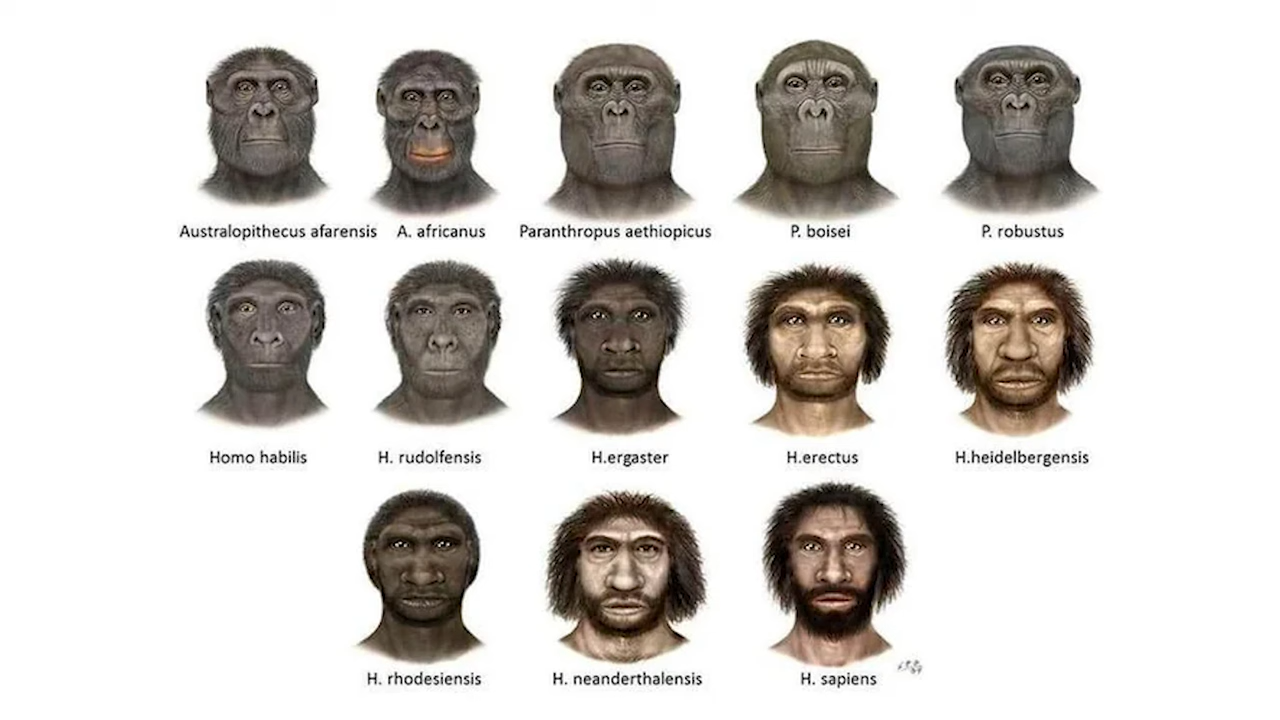 Australopithecus afarensis
A. africanus
Paranthropus aethiopicus
P. boisei
P. robustus
Homo habilis
H. rudolfensis
H.ergaster
H.erectus
H.heidelbergensis
H. rhodesiensis
H. neanderthalensis
H. sapiens